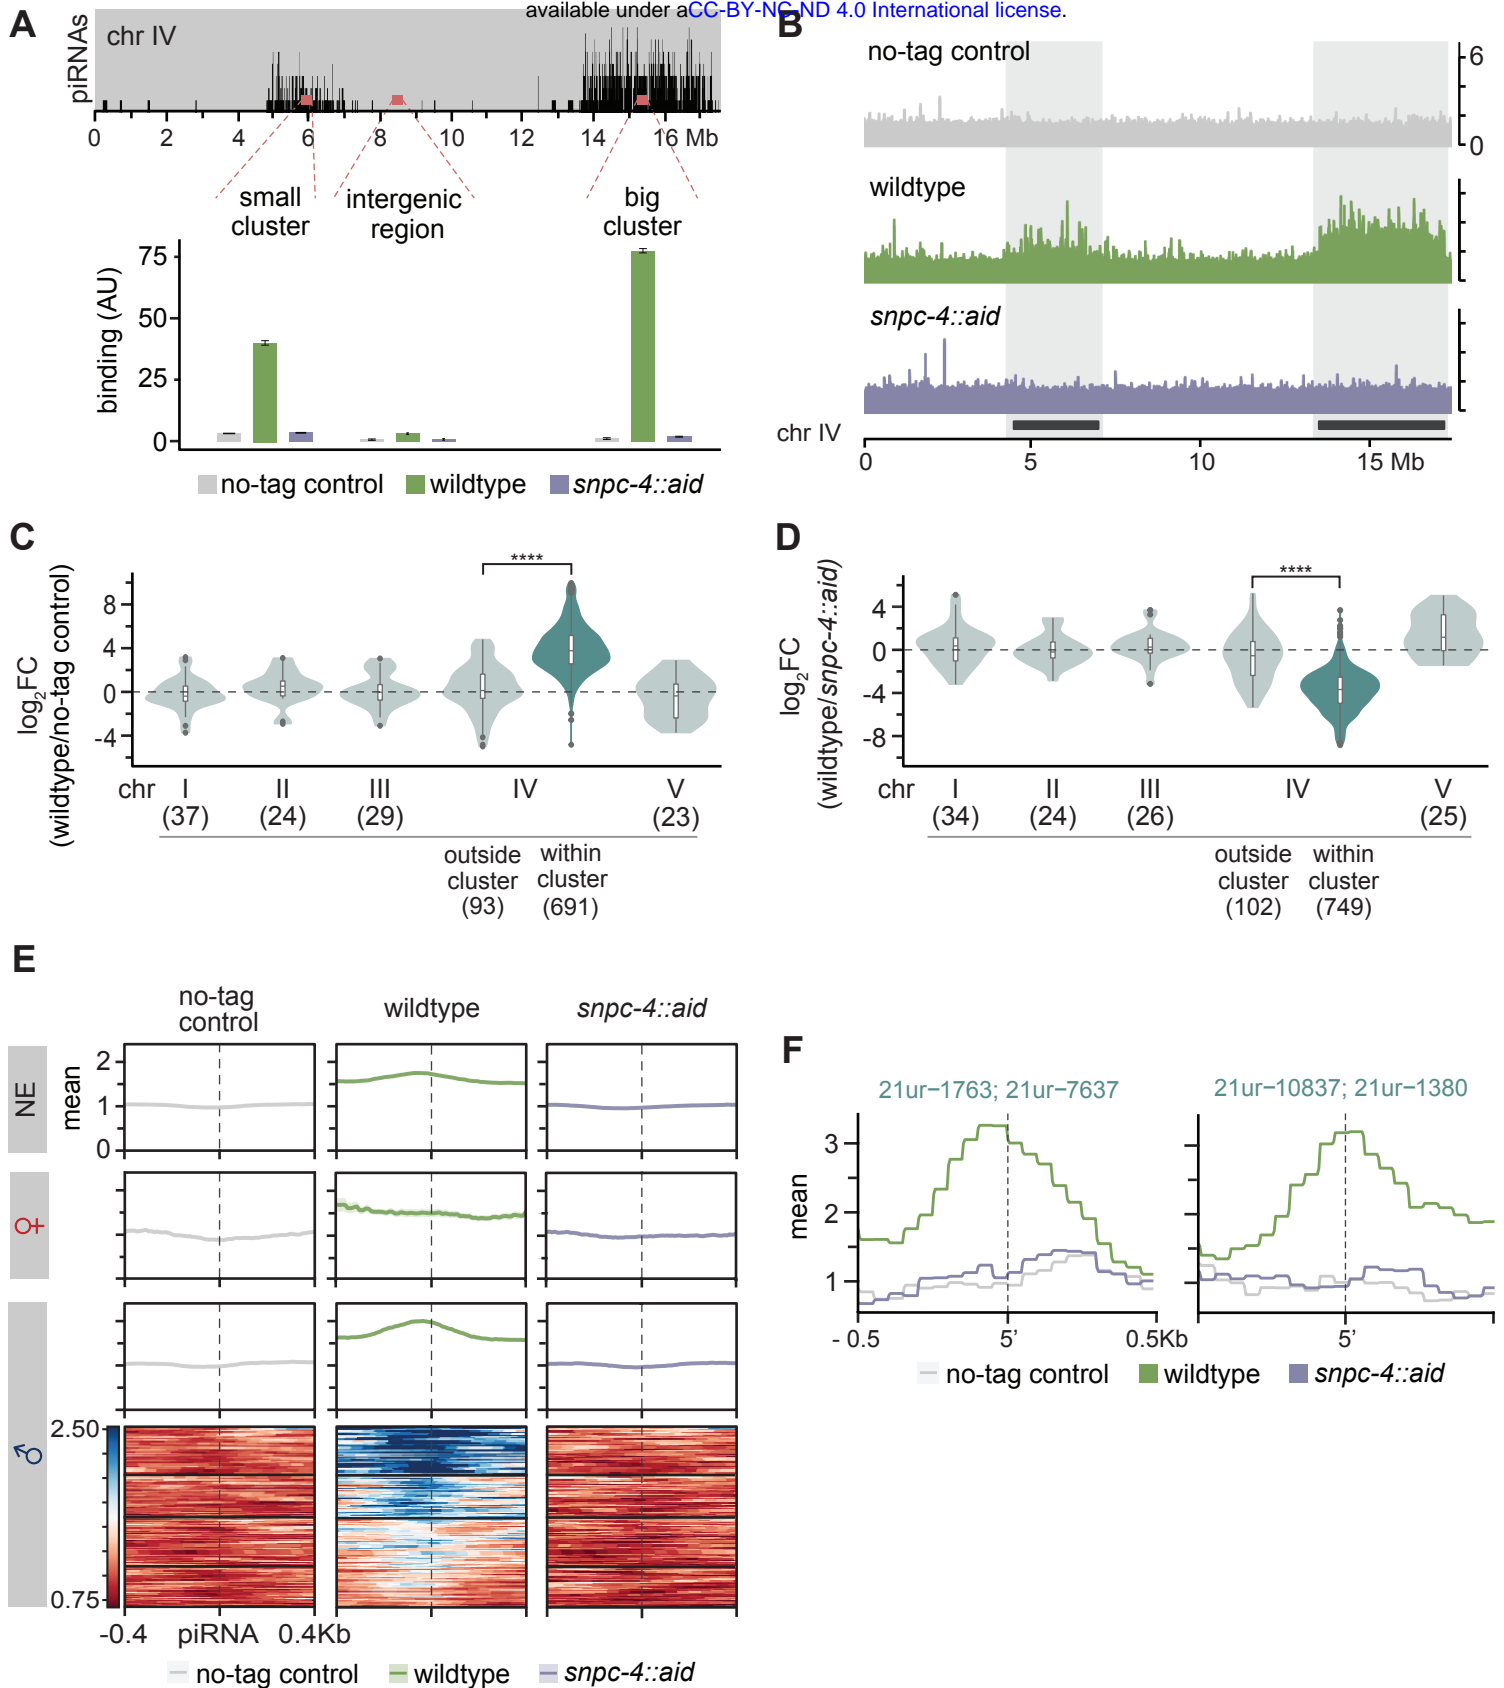 available under aCC-BY-NC-ND 4.0 International license.
A
piRNAs
chr IV
0 2 4 6 8 10 12 14 16 Mb
small
cluster
intergenic
region
big
cluster
binding (AU)
75
50
25
0
no-tag control wildtype snpc-4::aid
B
no-tag control
6
0
wildtype
snpc-4::aid
chr IV
0 5 10 15 Mb
C
log2FC
(wildtype/no-tag control)
8
4
0
-4
****
chr I II III IV V
(37) (24) (29) (23)
outside
cluster
(93)
within
cluster
(691)
D
log2FC
(wildtype/snpc-4::aid)
4
0
-4
-8
****
chr I II III IV V
(34) (24) (26) (25)
outside
cluster
(102)
within
cluster
(749)
E
no-tag
control
wildtype
snpc-4::aid
NE
mean
2
1
0
♀
♂
2.50
0.75
-0.4 piRNA 0.4Kb
no-tag control wildtype snpc-4::aid
F
21ur–1763; 21ur–7637
21ur–10837; 21ur–1380
mean
3
2
1
- 0.5 5' 0.5Kb
5'
no-tag control wildtype snpc-4::aid